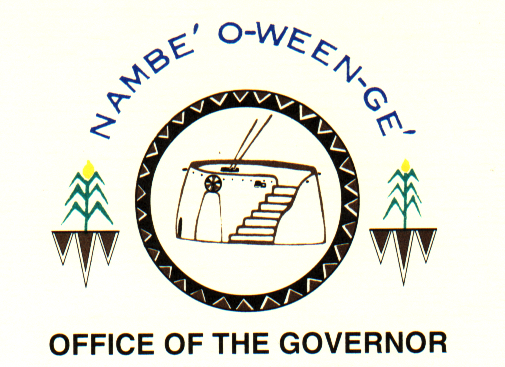 NAMBE' O-WEEN-GE'
OFFICE OF THE GOVERNOR